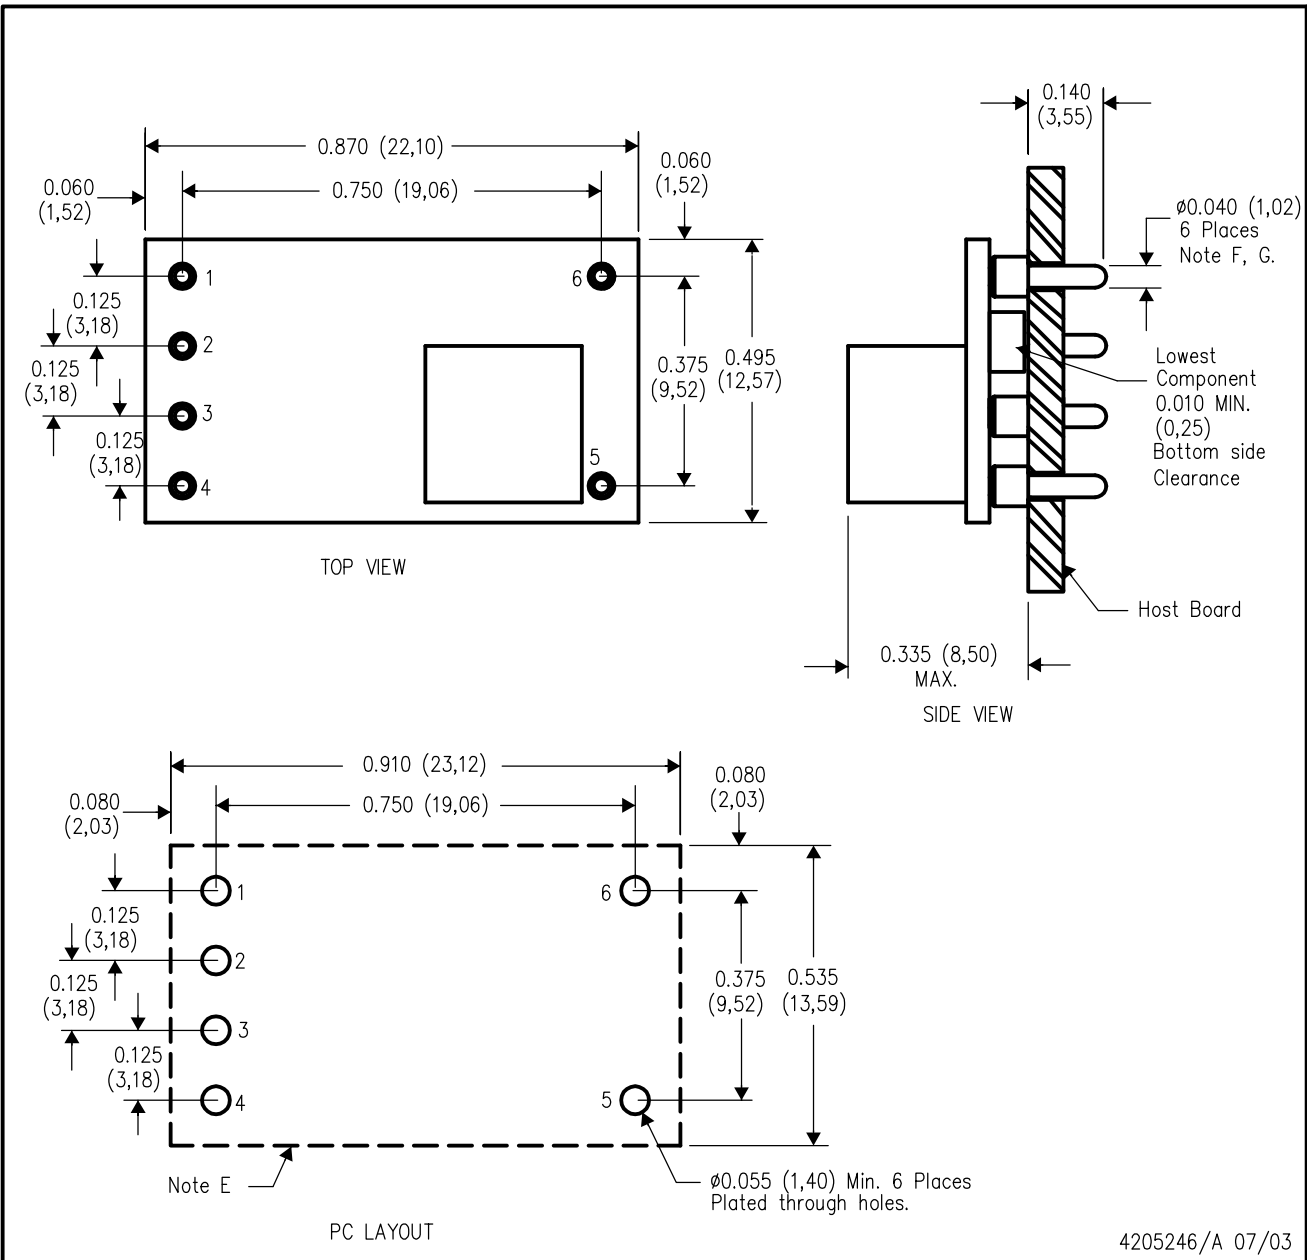 0.870 (22,10)
0.750 (19,06)
0.060
(1,52)
0.060
(1,52)
1
2
3
4
6
5
0.125
(3,18)
0.125
(3,18)
0.125
(3,18)
0.375
(9,52)
0.495
(12,57)
TOP VIEW
0.140
(3,55)
ø0.040 (1,02)
6 Places
Note F, G.
Lowest
Component
0.010 MIN.
(0,25)
Bottom side
Clearance
Host Board
0.335 (8,50)
MAX.
SIDE VIEW
0.910 (23,12)
0.750 (19,06)
0.080
(2,03)
0.080
(2,03)
1
2
3
4
6
5
0.125
(3,18)
0.125
(3,18)
0.125
(3,18)
0.375
(9,52)
0.535
(13,59)
Note E
ø0.055 (1,40) Min. 6 Places
Plated through holes.
PC LAYOUT
4205246/A 07/03